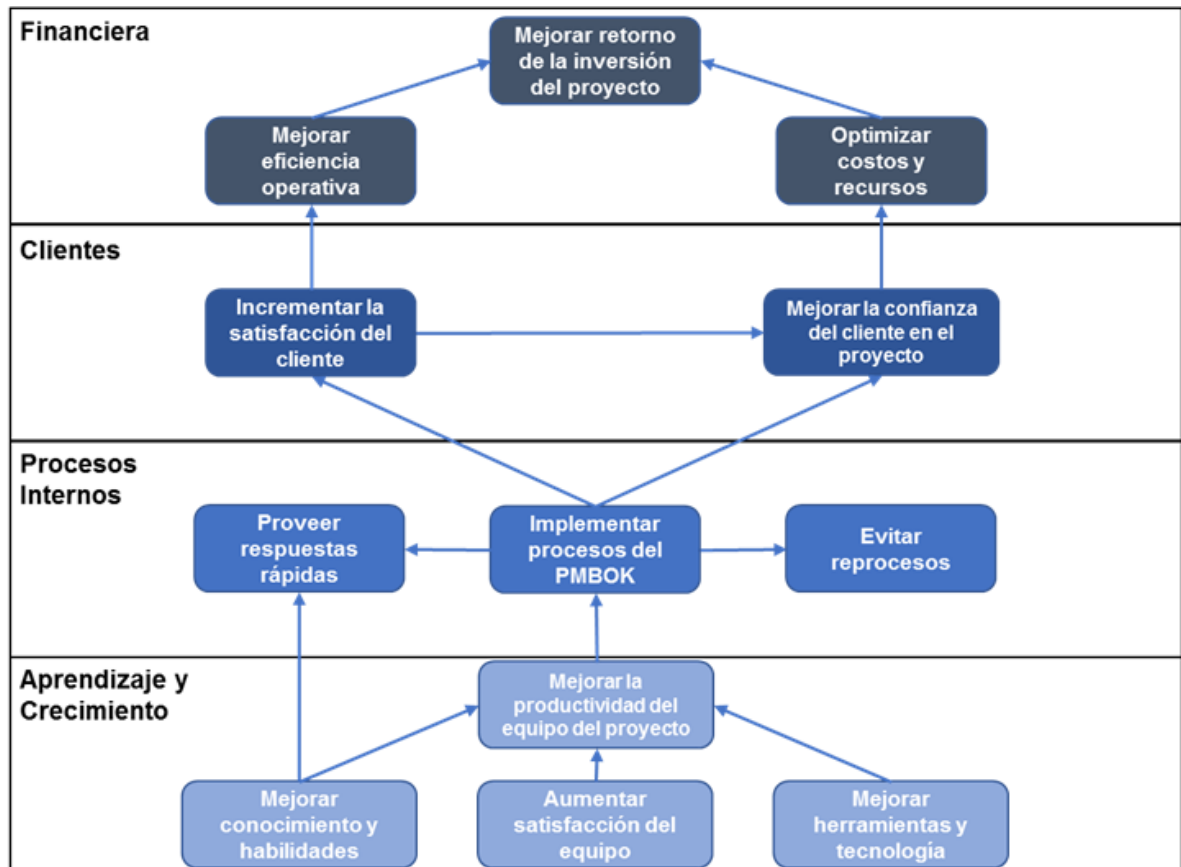 Financiera
Mejorar retorno
de la inversión
del proyecto
Mejorar
eficiencia
operativa
Optimizar
costos y
recursos
Clientes
Incrementar la
satisfacción del
cliente
Mejorar la confianza
del cliente en el
proyecto
Procesos
Internos
Proveer
respuestas
rápidas
Implementar
procesos del
PMBOK
Evitar
reprocesos
Aprendizaje y
Crecimiento
Mejorar la
productividad del
equipo del proyecto
Mejorar
conocimiento y
habilidades
Aumentar
satisfacción del
equipo
Mejorar
herramientas y
tecnología